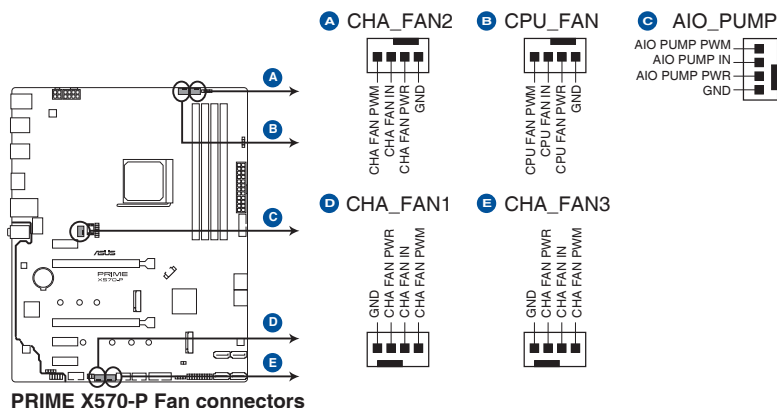 A CHA_FAN2
CHA FAN PWM
CHA FAN IN
CHA FAN PWR
GND
B CPU_FAN
CPU FAN PWM
CPU FAN IN
CPU FAN PWR
GND
C AIO_PUMP
AIO PUMP PWM
AIO PUMP IN
AIO PUMP PWR
GND
A
B
C
D
E
/SUS
PRIME
X570-P
D CHA_FAN1
GND
CHA FAN PWR
CHA FAN IN
CHA FAN PWM
E CHA_FAN3
GND
CHA FAN PWR
CHA FAN IN
CHA FAN PWM
PRIME X570-P Fan connectors